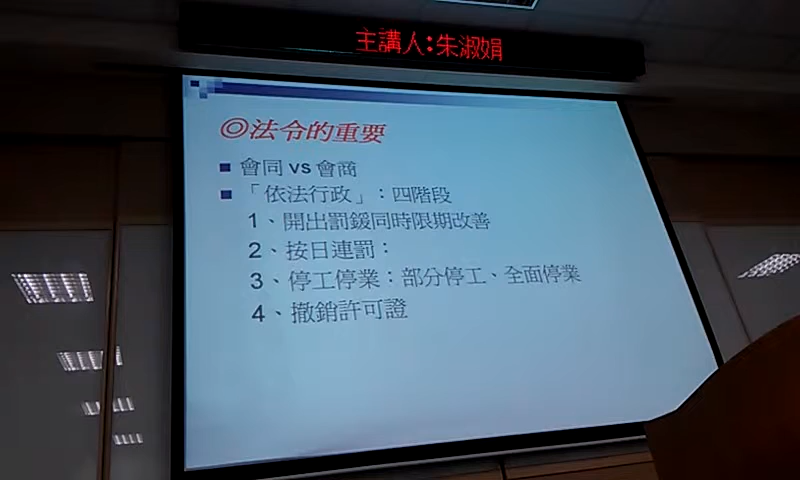 主講人:朱淑娟
◎法令的重要
■ 會同 vs 會商
■ 「依法行政」：四階段
1、開出罰鍰同時限期改善
2、按日連罰：
3、停工停業：部分停工、全面停業
4、撤銷許可證